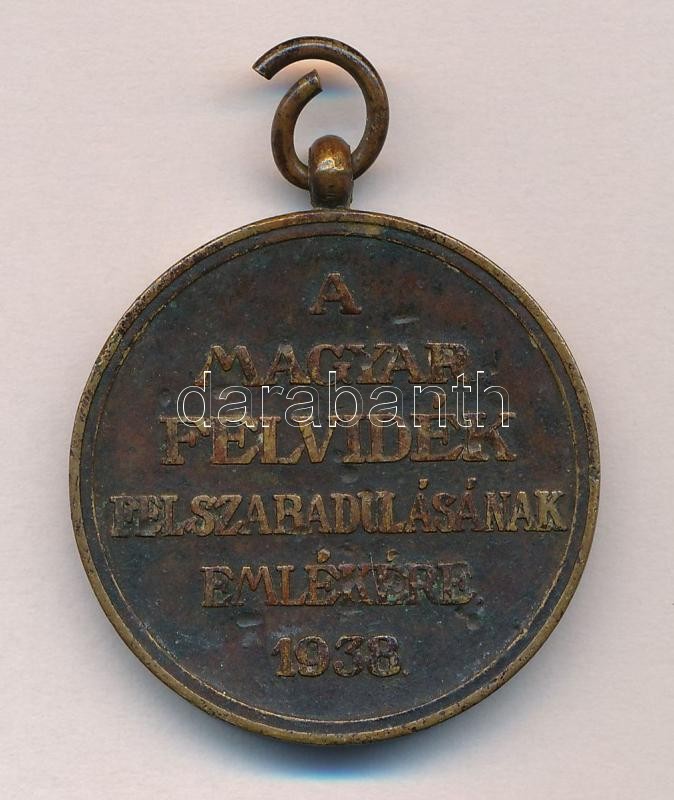 A
MAGYAR
darabanth
FELVIDÉK
FELSZABADULÁSÁNAK
EMLÉKÉRE
1938.